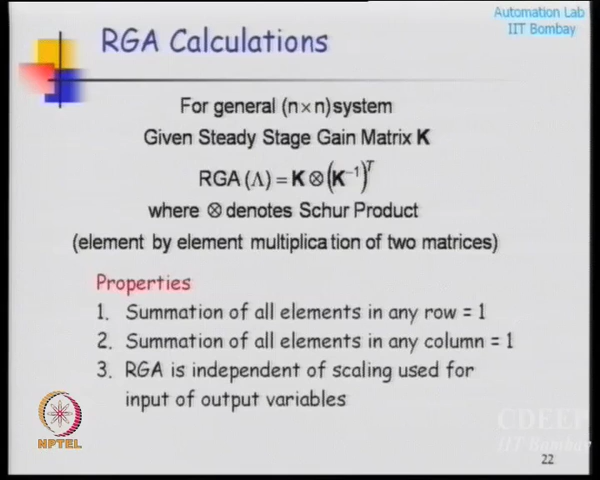 Automation Lab
IIT Bombay
RGA Calculations
For general (n×n)system
Given Steady Stage Gain Matrix K
RGA (Λ) = K ⊗ (K⁻¹)ᵀ
where ⊗ denotes Schur Product
(element by element multiplication of two matrices)
Properties
1. Summation of all elements in any row = 1
2. Summation of all elements in any column = 1
3. RGA is independent of scaling used for
input of output variables
NPTEL
CDEEP
IIT Bombay
22